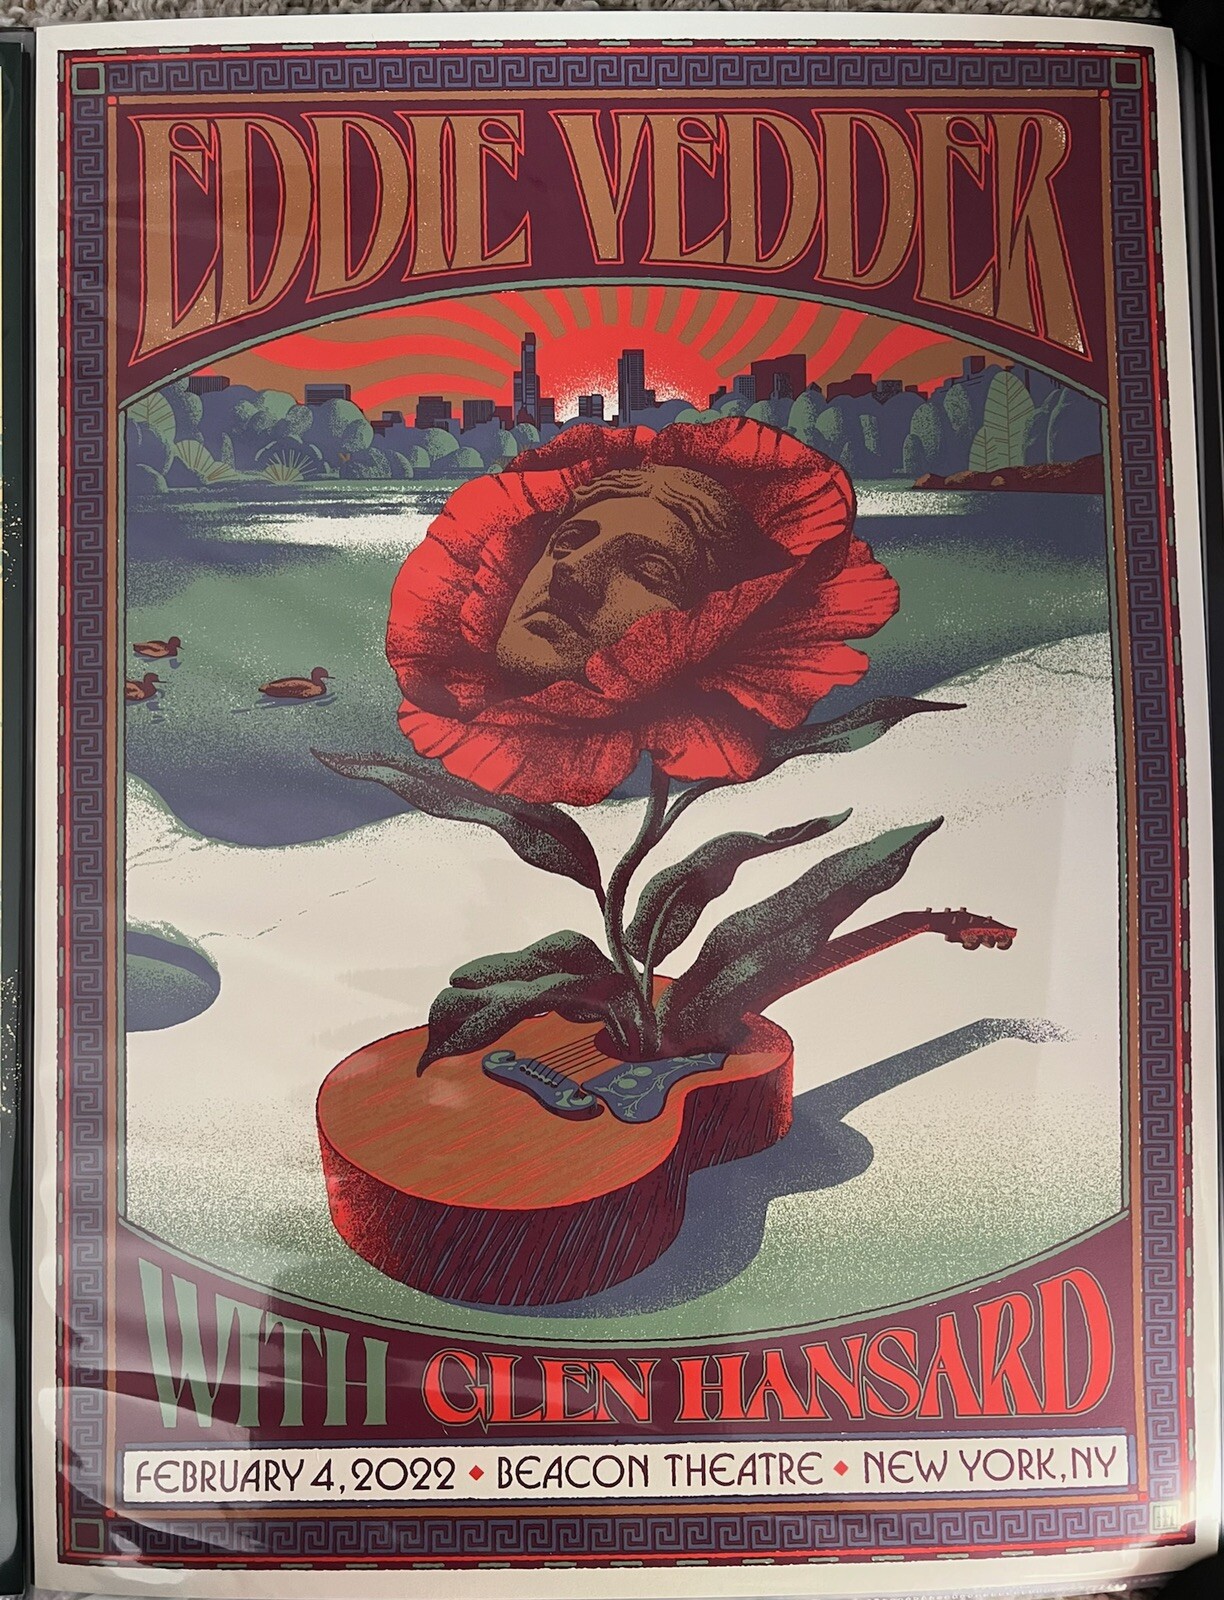 EDDIE VEDDER
WITH GLEN HANSARD
FEBRUARY 4, 2022 ♦ BEACON THEATRE ♦ NEW YORK, NY